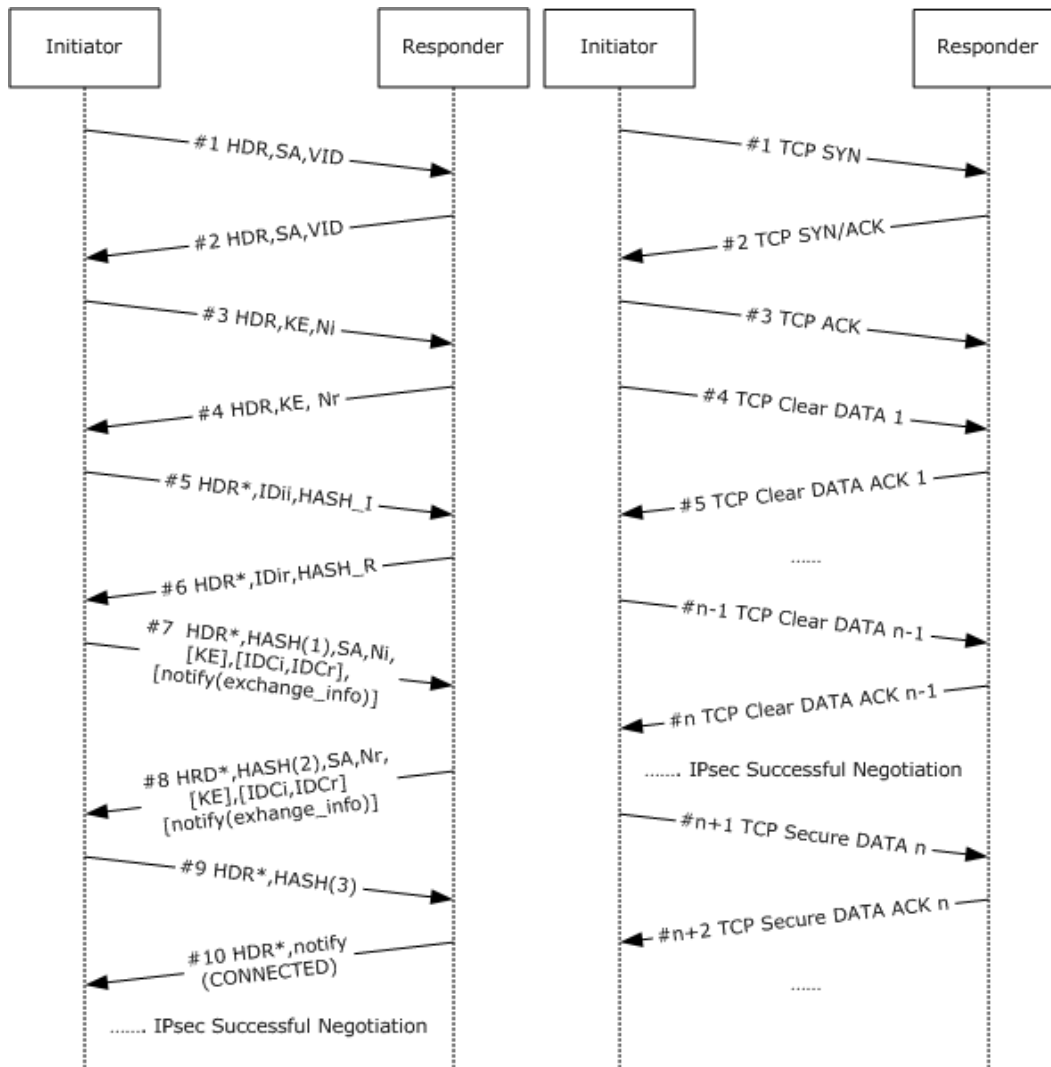 Initiator
Responder
#1 HDR,SA,VID
#2 HDR,SA,VID
#3 HDR,KE,Ni
#4 HDR,KE, Nr
#5 HDR*,IDii,HASH_I
#6 HDR*,IDir,HASH_R
#7 HDR*,HASH(1),SA,Ni,
[KE],[IDCi,IDCr],
[notify(exchange_info)]
#8 HRD*,HASH(2),SA,Nr,
[KE],[IDCi,IDCr]
[notify(exhange_info)]
#9 HDR*,HASH(3)
#10 HDR*,notify
(CONNECTED)
....... IPsec Successful Negotiation
Initiator
Responder
#1 TCP SYN
#2 TCP SYN/ACK
#3 TCP ACK
#4 TCP Clear DATA 1
#5 TCP Clear DATA ACK 1
......
#n-1 TCP Clear DATA n-1
#n TCP Clear DATA ACK n-1
....... IPsec Successful Negotiation
#n+1 TCP Secure DATA n
#n+2 TCP Secure DATA ACK n
......